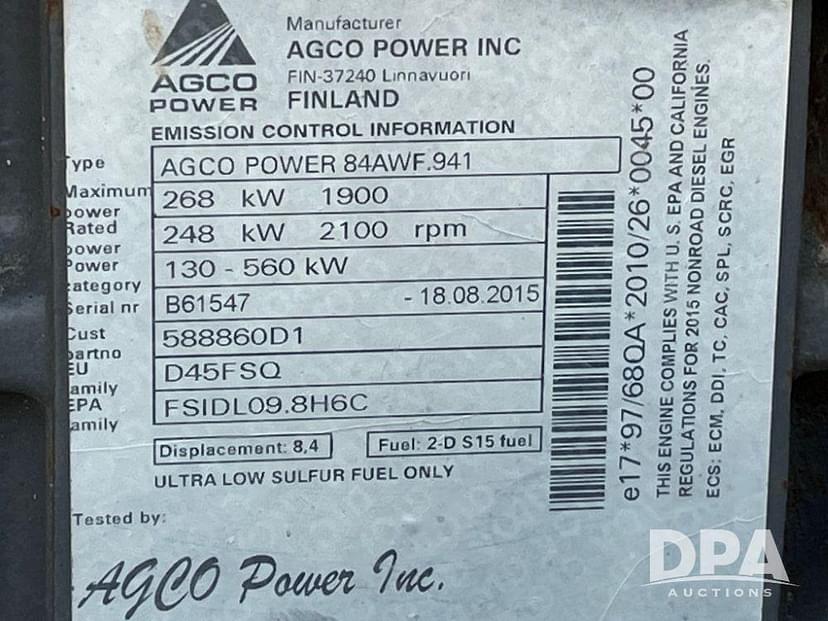 AGCO
POWER
Manufacturer
AGCO POWER INC
FIN-37240 Linnavuori
FINLAND
EMISSION CONTROL INFORMATION
Type AGCO POWER 84AWF.941
Maximum power 268 kW 1900
Rated power 248 kW 2100 rpm
Power category 130 - 560 kW
Serial nr B61547 - 18.08.2015
Cust partno 588860D1
EU family D45FSQ
EPA family FSIDL09.8H6C
Displacement: 8,4 Fuel: 2-D S15 fuel
ULTRA LOW SULFUR FUEL ONLY
Tested by:
AGCO Power Inc.
e17*97/68QA*2010/26*0045*00
THIS ENGINE COMPLIES WITH U. S. EPA AND CALIFORNIA
REGULATIONS FOR 2015 NONROAD DIESEL ENGINES.
ECS: ECM, DDI, TC, CAC, SPL, SCRC, EGR
DPA
AUCTIONS